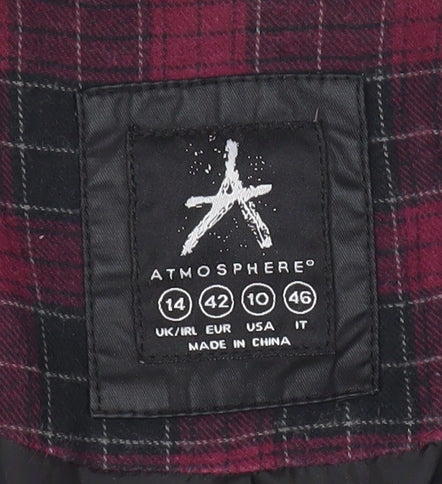 ATMOSPHERE
14 42 10 46
UK/IRL EUR USA IT
MADE IN CHINA